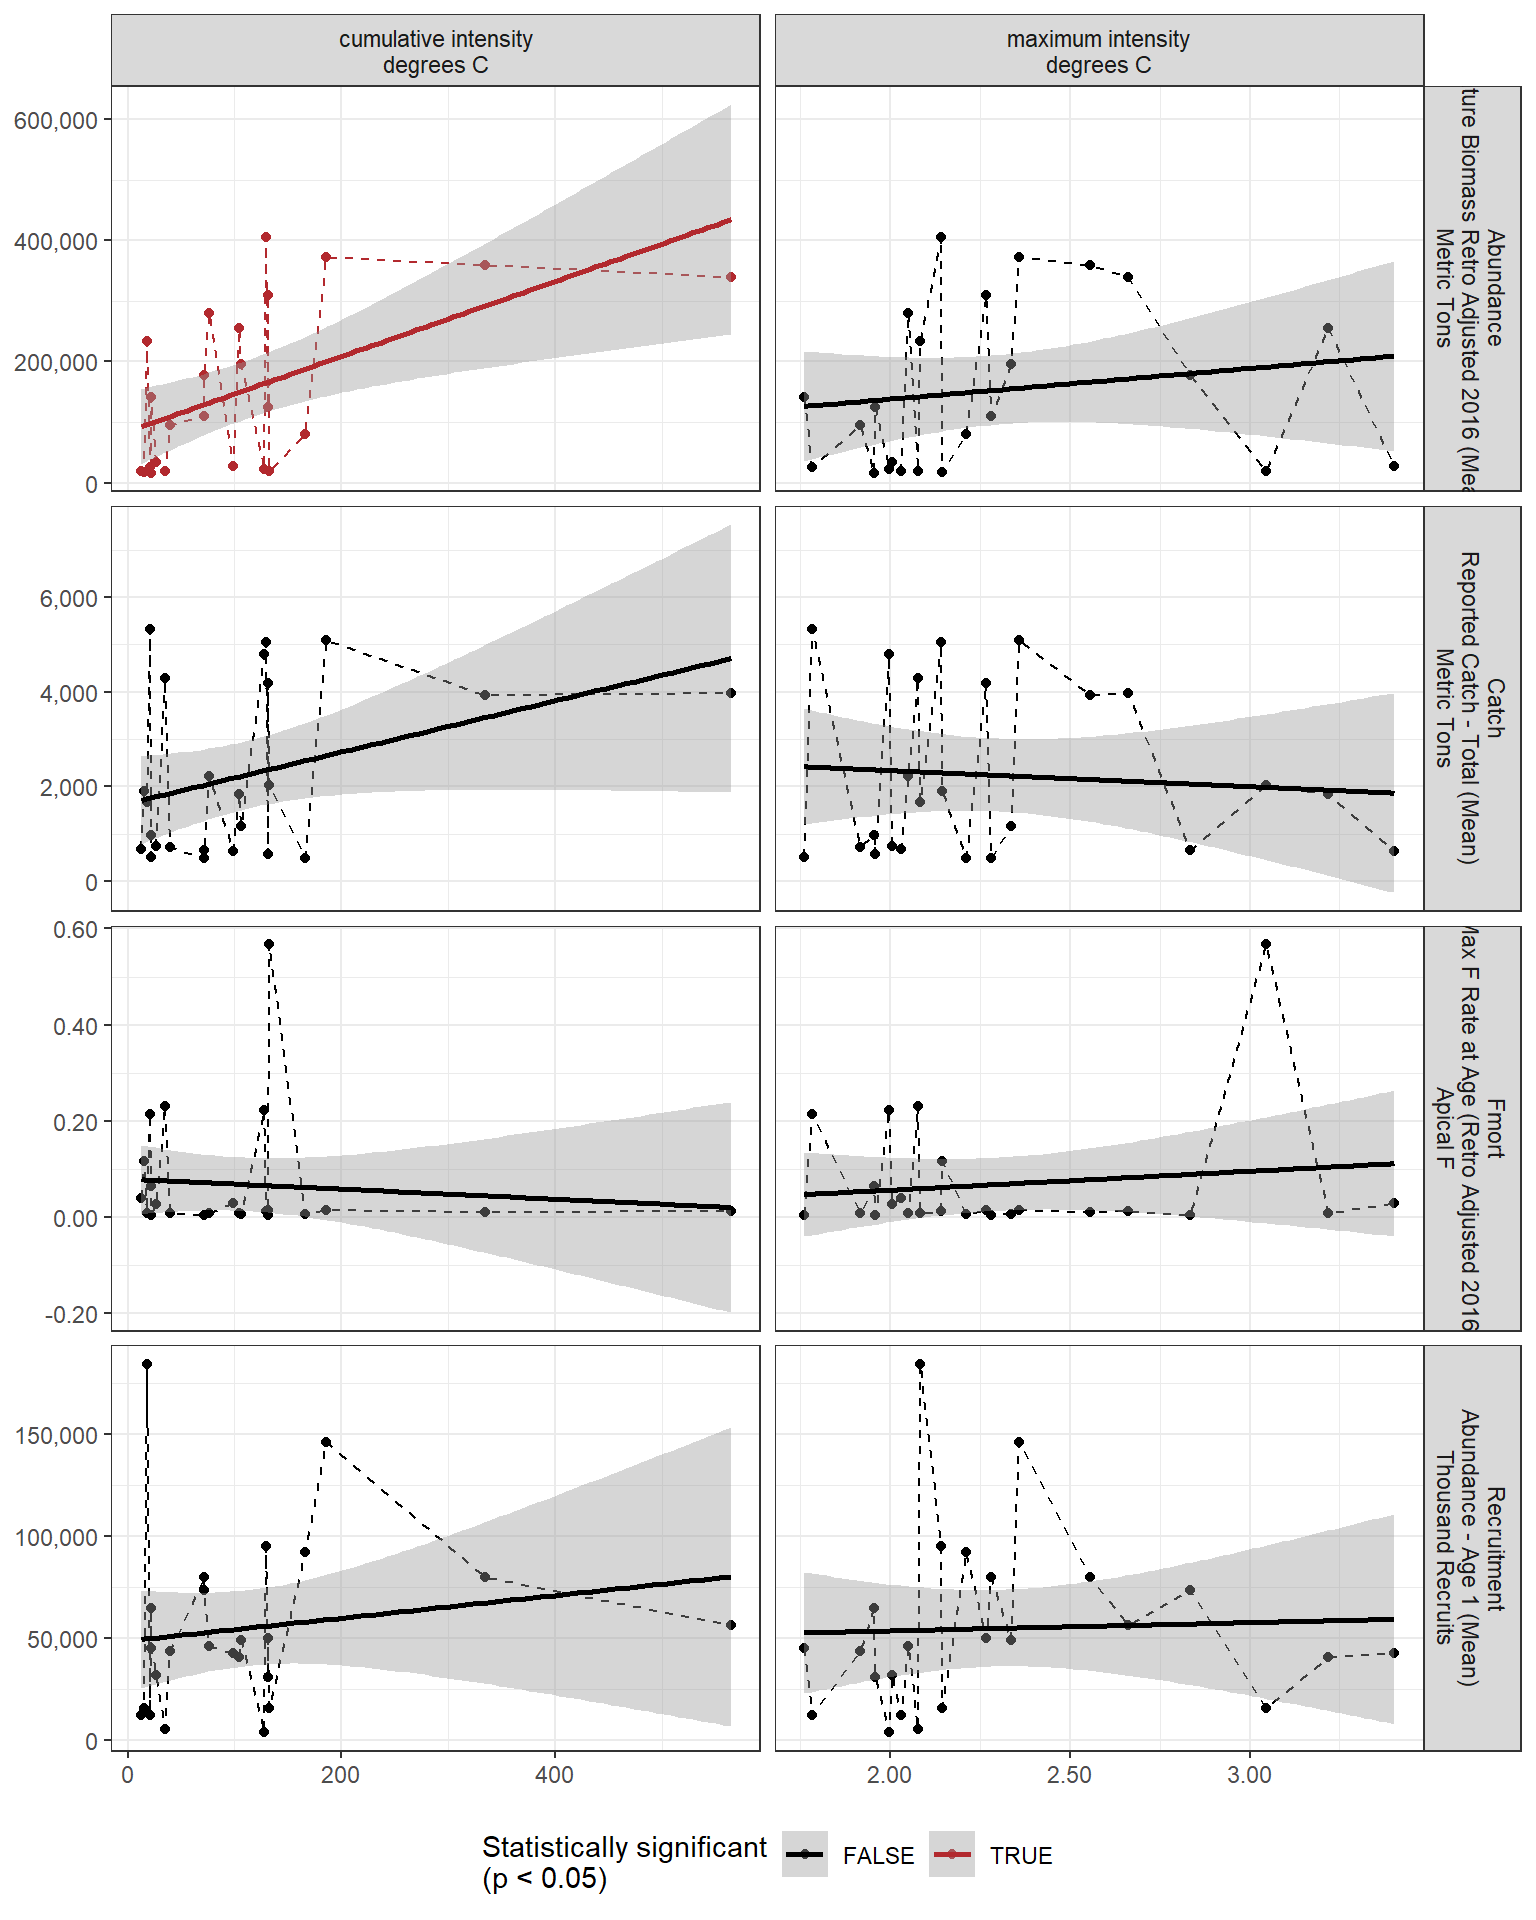 cumulative intensity
degrees C
maximum intensity
degrees C
600,000
400,000
200,000
0
Abundance
Biomass Retro Adjusted 2016
Metric Tons
6,000
4,000
2,000
0
Catch
Reported Catch - Total (Mean)
Metric Tons
0.60
0.40
0.20
0.00
-0.20
Fmort
Max F Rate at Age (Retro Adjusted 2016
Apical F
150,000
100,000
50,000
0
Recruitment
Abundance - Age 1 (Mean)
Thousand Recruits
0
200
400
2.00
2.50
3.00
Statistically significant
(p < 0.05)
FALSE
TRUE